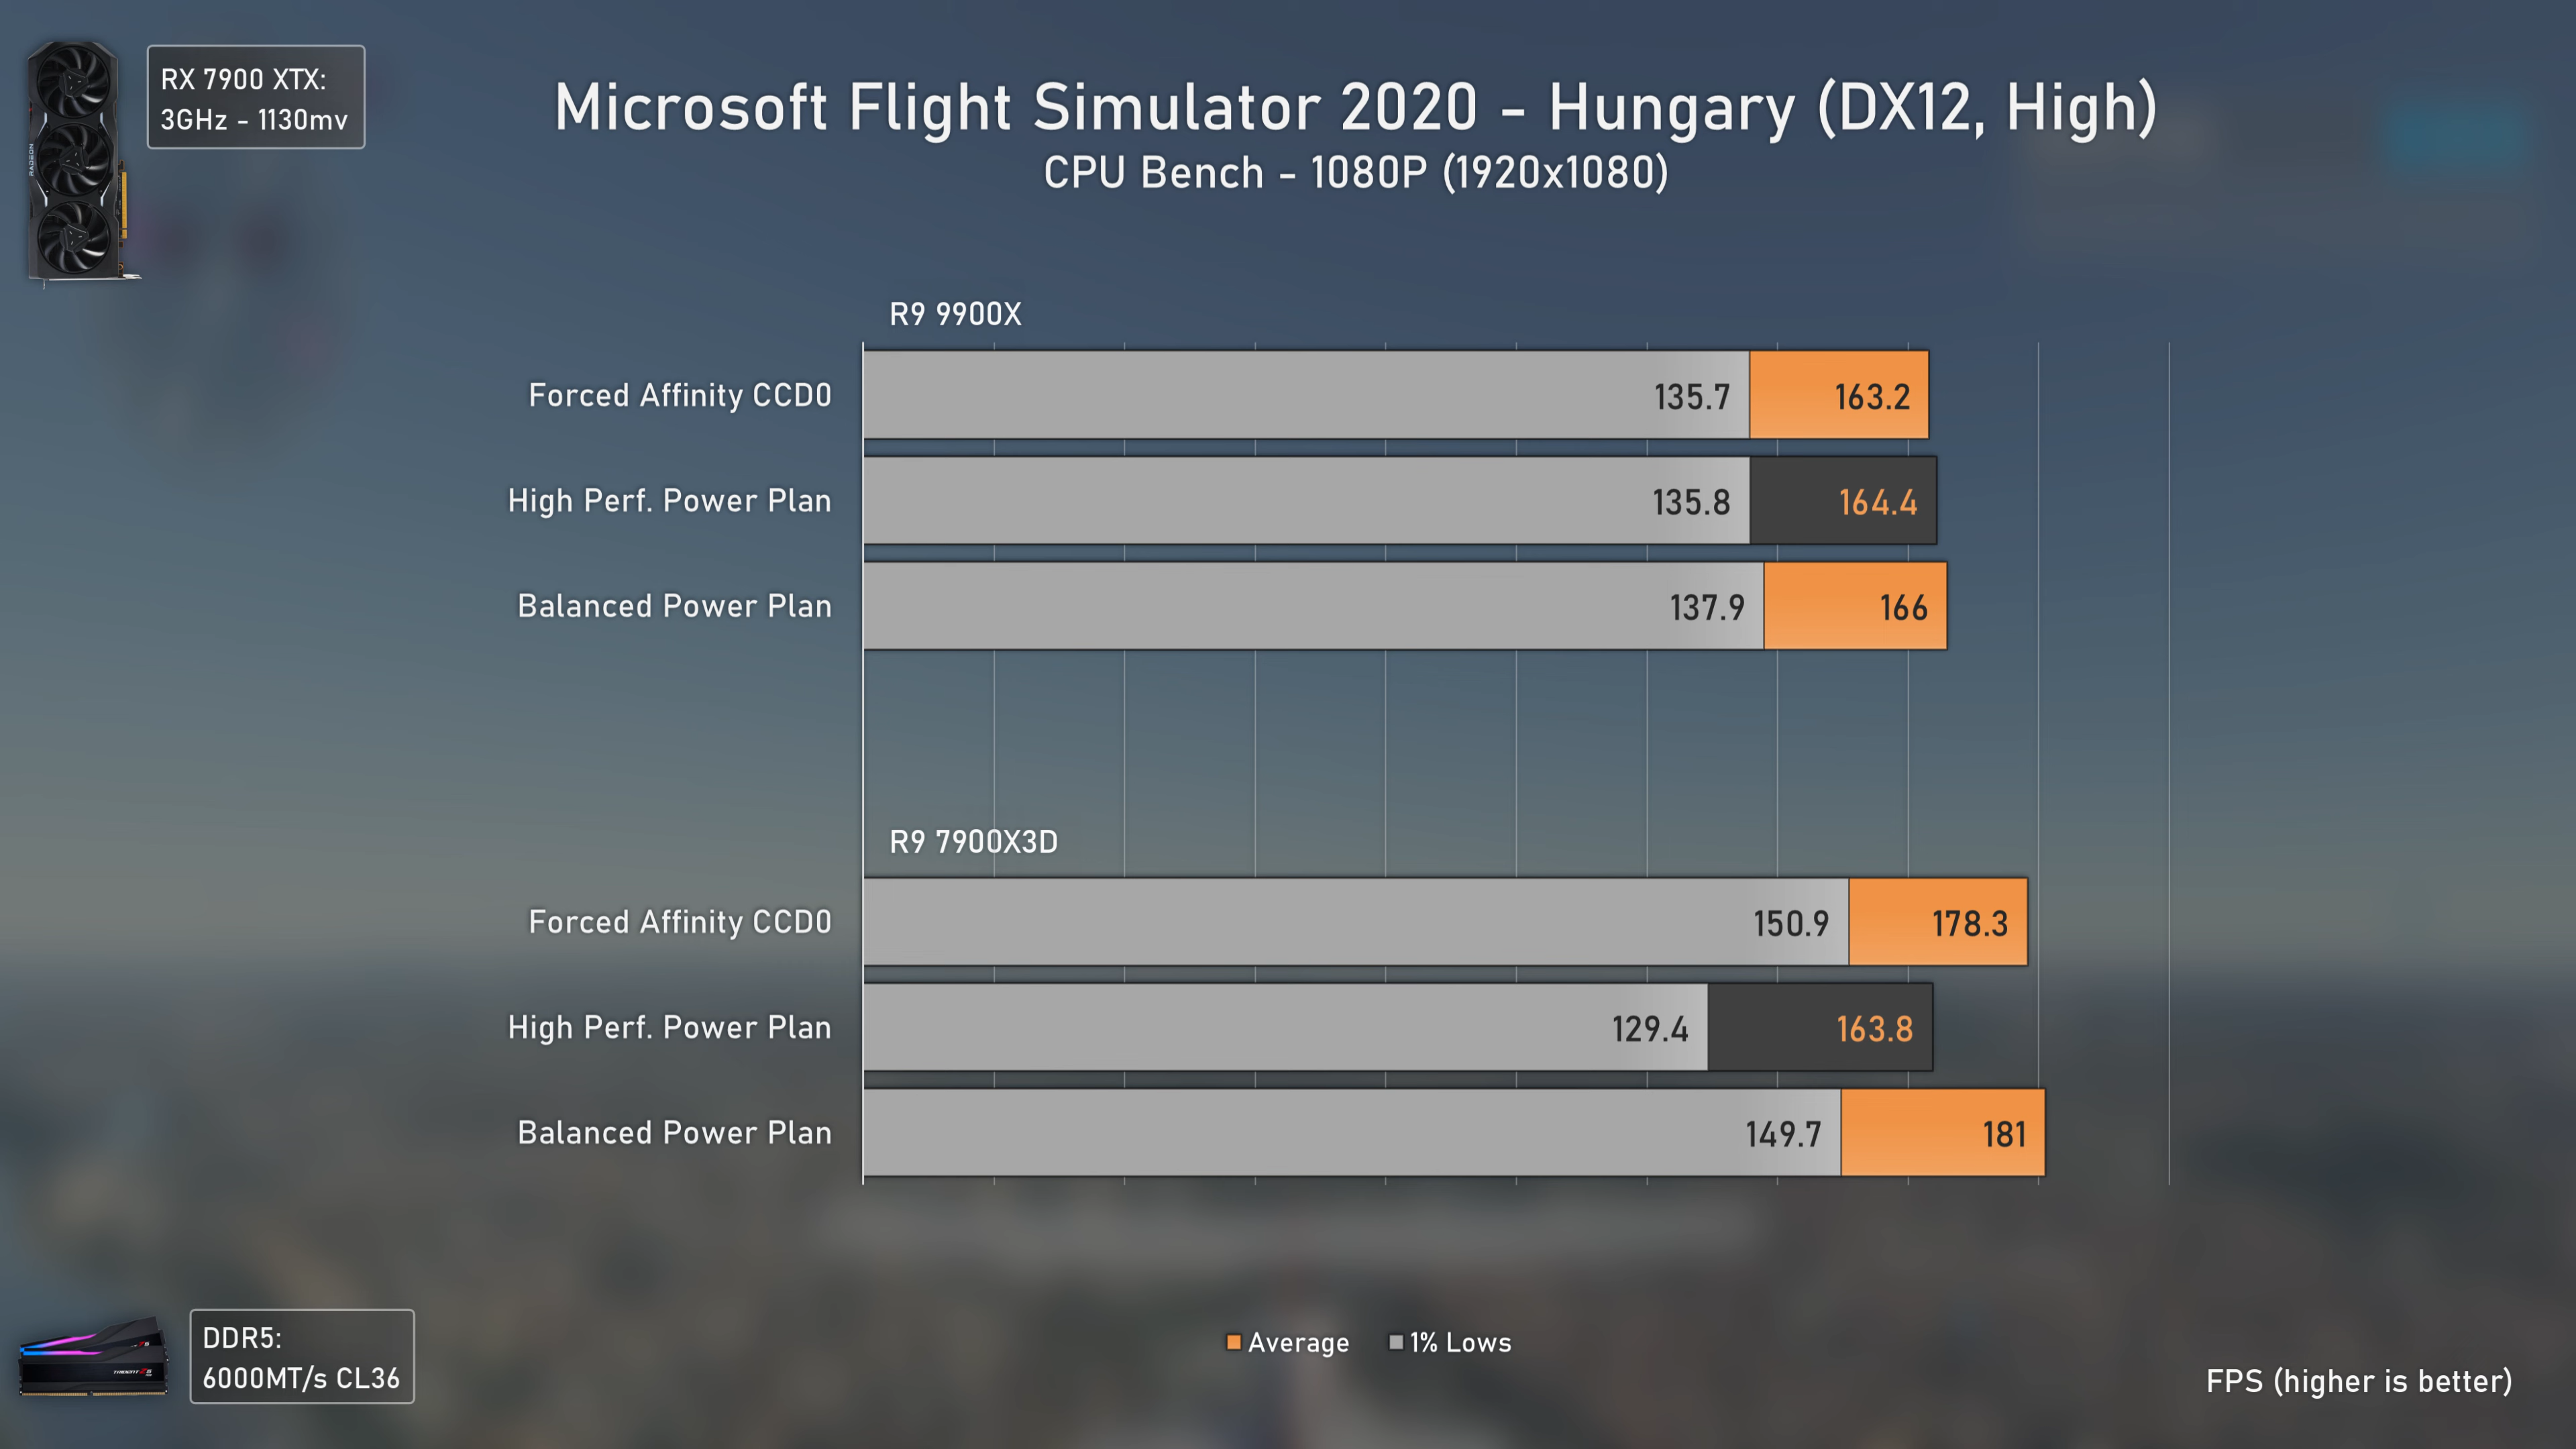 RX 7900 XTX:
3GHz - 1130mv
Microsoft Flight Simulator 2020 - Hungary (DX12, High)
CPU Bench - 1080P (1920x1080)
R9 9900X
Forced Affinity CCD0 135.7 163.2
High Perf. Power Plan 135.8 164.4
Balanced Power Plan 137.9 166
R9 7900X3D
Forced Affinity CCD0 150.9 178.3
High Perf. Power Plan 129.4 163.8
Balanced Power Plan 149.7 181
DDR5:
6000MT/s CL36
Average 1% Lows
FPS (higher is better)
RADEON